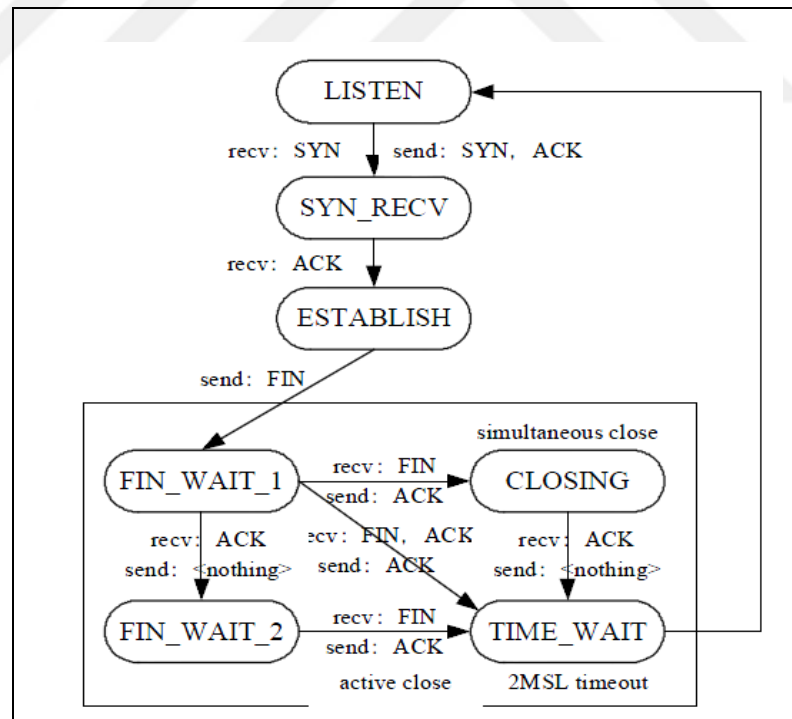 LISTEN
recv: SYN send: SYN, ACK
SYN_RECV
recv: ACK
ESTABLISH
send: FIN
simultaneous close
FIN_WAIT_1
recv: FIN
send: ACK
CLOSING
recv: ACK
send: <nothing>
ecv: FIN, ACK
send: ACK
recv: ACK
send: <nothing>
FIN_WAIT_2
recv: FIN
send: ACK
TIME_WAIT
active close
2MSL timeout